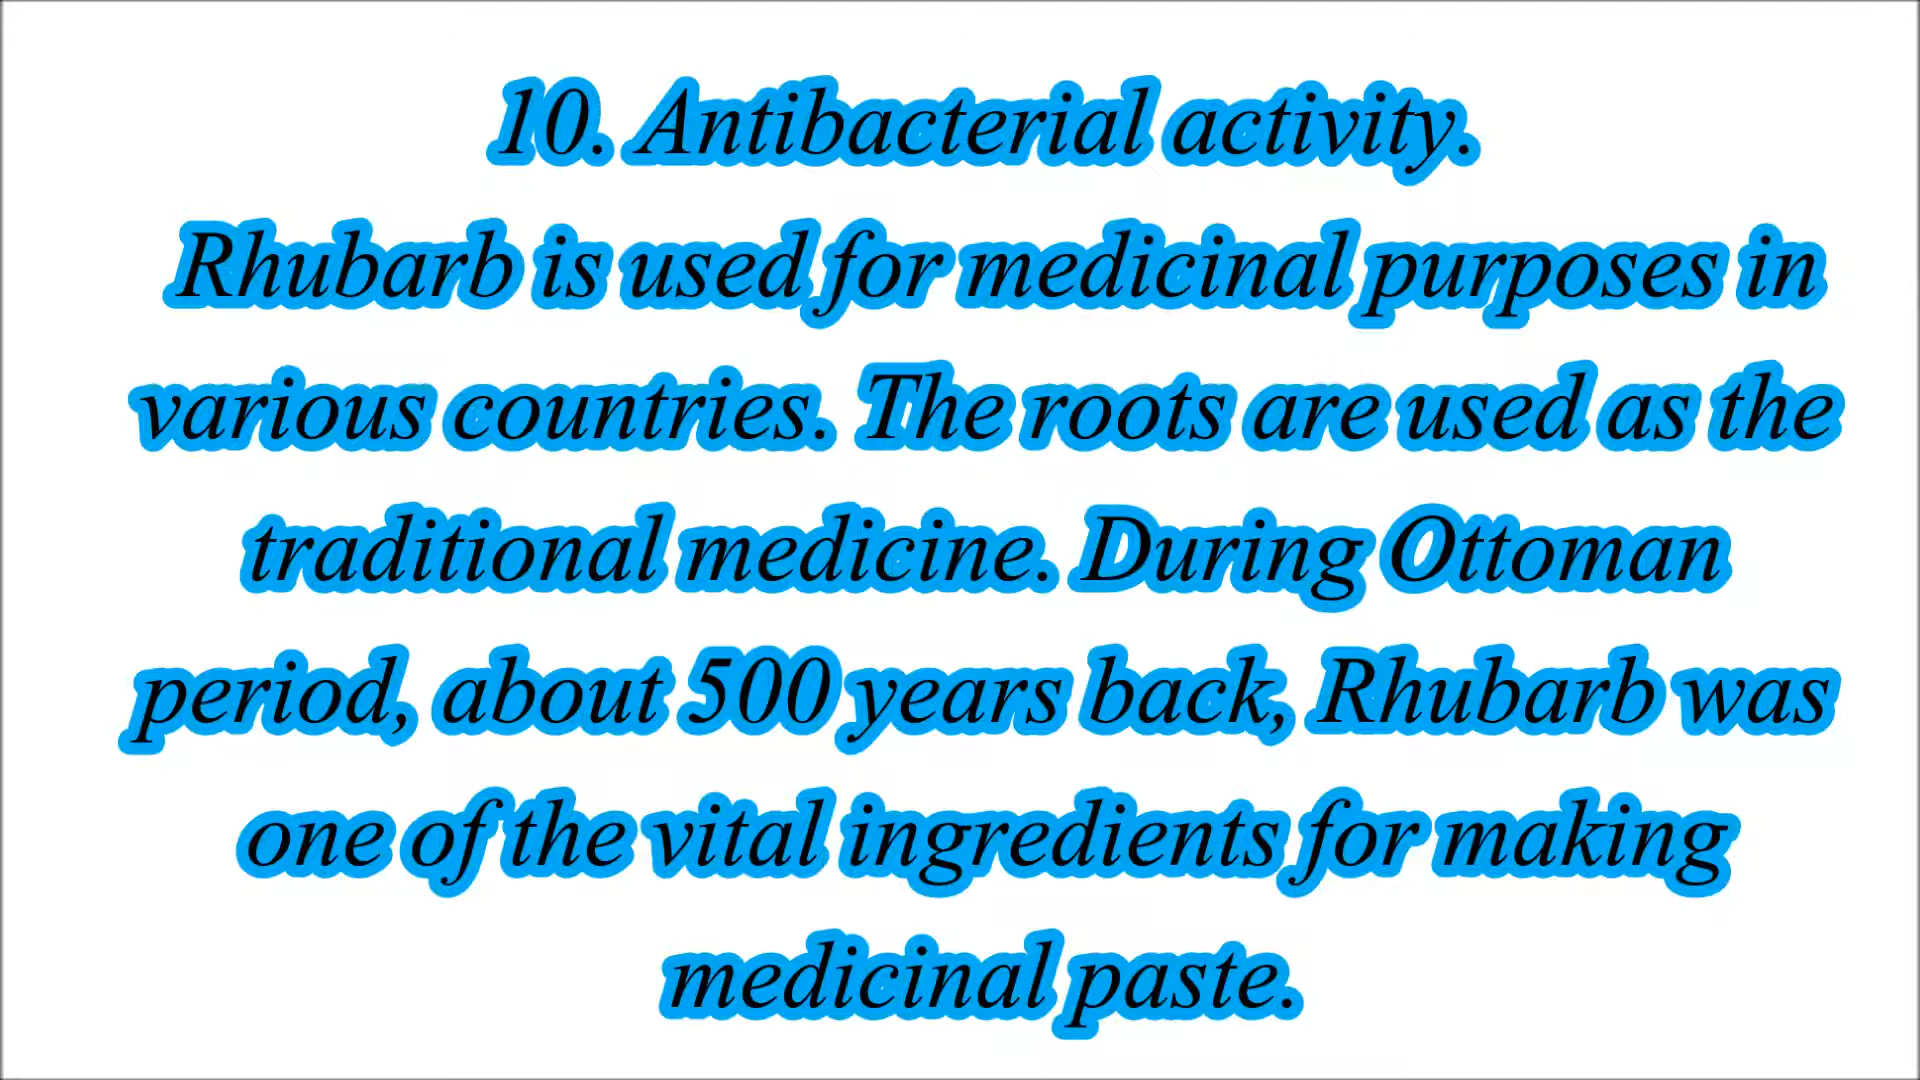 10. Antibacterial activity.
Rhubarb is used for medicinal purposes in
various countries. The roots are used as the
traditional medicine. During Ottoman
period, about 500 years back, Rhubarb was
one of the vital ingredients for making
medicinal paste.